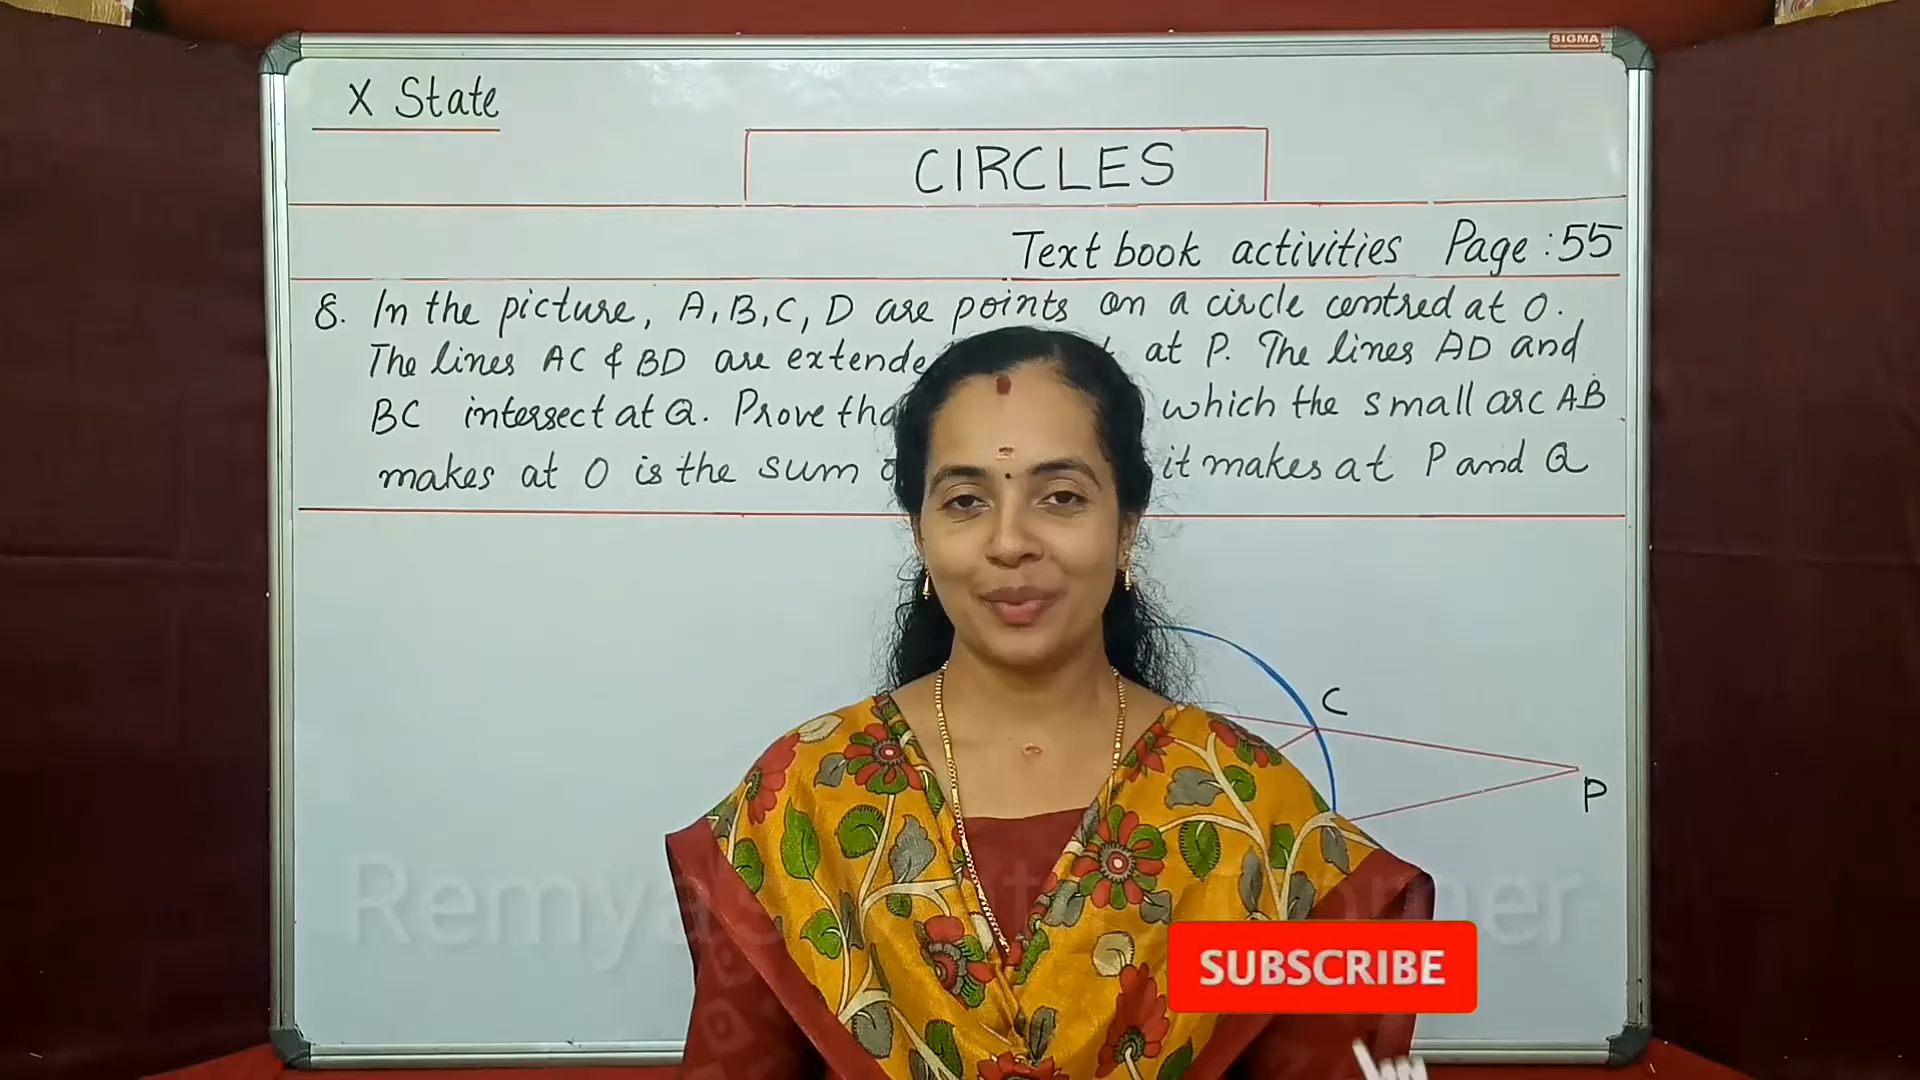 SIGMA
X State
CIRCLES
Text book activities Page : 55
8. In the picture, A, B, C, D are points on a circle centred at O.
The lines AC & BD are at P. The lines AD and
BC intersect at Q. Prove which the small arc AB
makes at O is the sum it makes at P and Q
C
P
SUBSCRIBE